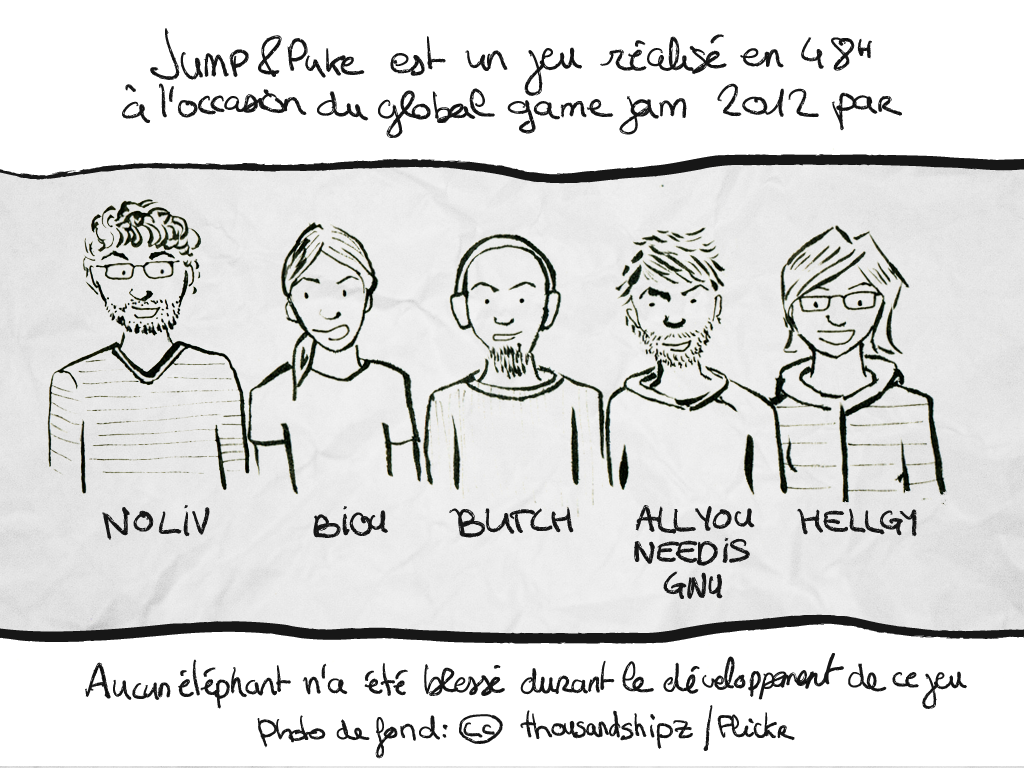 Jump&Puke est un jeu réalisé en 48H
à l'occasion du global game jam 2012 par
NOLIV
BIOU
BUTCH
ALLYOU
NEEDIS
GNU
HELLGY
Aucun éléphant n'a été blessé durant le développement de ce jeu
Photo de fond: cc thousandshipz / Flickr